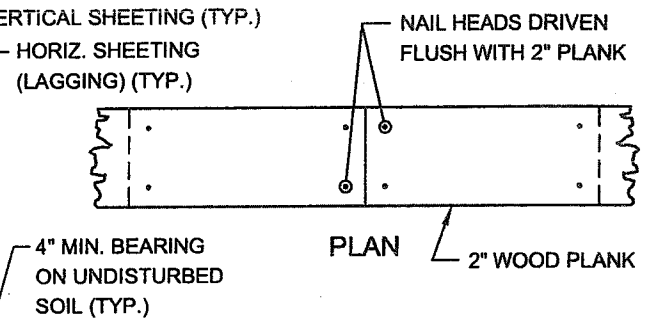 ERTICAL SHEETING (TYP.)
HORIZ. SHEETING
(LAGGING) (TYP.)
NAIL HEADS DRIVEN
FLUSH WITH 2" PLANK
4" MIN. BEARING
ON UNDISTURBED
SOIL (TYP.)
PLAN
2" WOOD PLANK